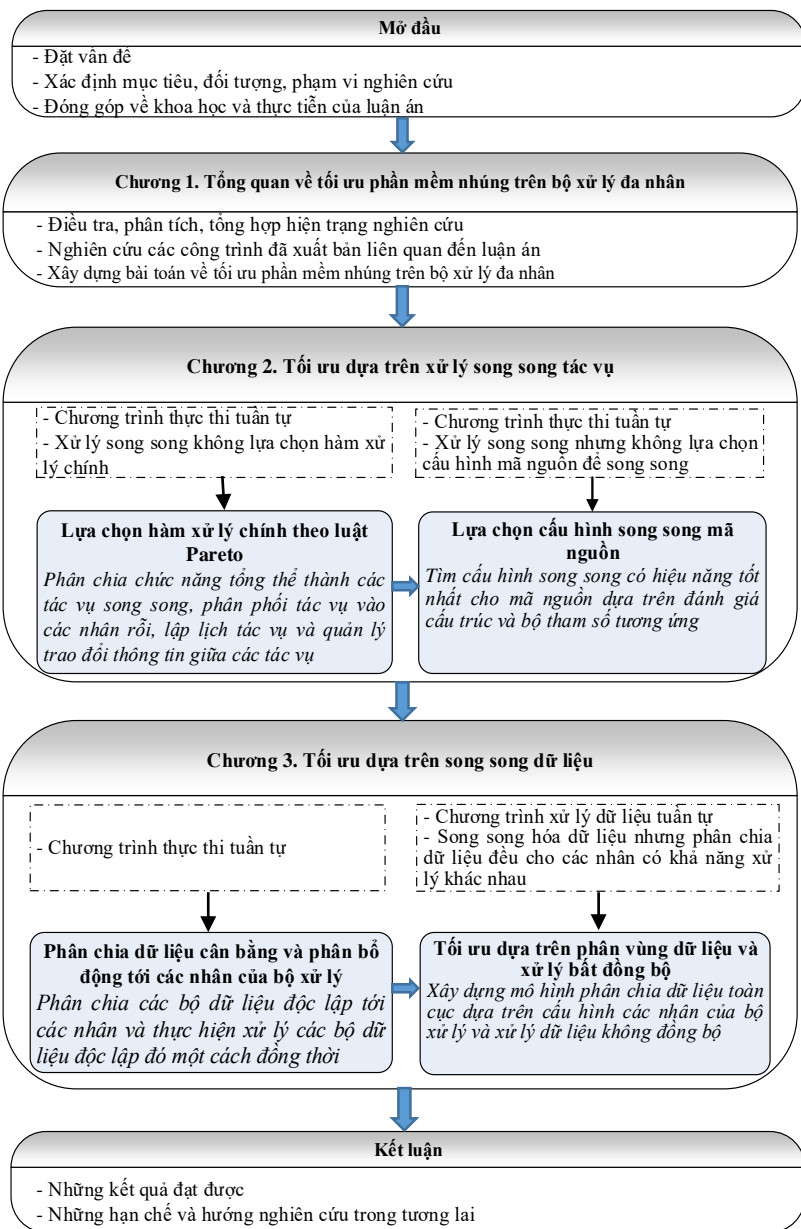 Mở đầu
- Đặt vấn đề
- Xác định mục tiêu, đối tượng, phạm vi nghiên cứu
- Đóng góp về khoa học và thực tiễn của luận án
Chương 1. Tổng quan về tối ưu phần mềm nhúng trên bộ xử lý đa nhân
- Điều tra, phân tích, tổng hợp hiện trạng nghiên cứu
- Nghiên cứu các công trình đã xuất bản liên quan đến luận án
- Xây dựng bài toán về tối ưu phần mềm nhúng trên bộ xử lý đa nhân
Chương 2. Tối ưu dựa trên xử lý song song tác vụ
- Chương trình thực thi tuần tự
- Xử lý song song không lựa chọn hàm xử
lý chính
- Chương trình thực thi tuần tự
- Xử lý song song nhưng không lựa chọn
cấu hình mã nguồn để song song
Lựa chọn hàm xử lý chính theo luật
Pareto
Phân chia chức năng tổng thể thành các
tác vụ song song, phân phối tác vụ vào
các nhân rỗi, lập lịch tác vụ và quản lý
trao đổi thông tin giữa các tác vụ
Lựa chọn cấu hình song song mã
nguồn
Tìm cấu hình song song có hiệu năng tốt
nhất cho mã nguồn dựa trên đánh giá
cấu trúc và bộ tham số tương ứng
Chương 3. Tối ưu dựa trên song song dữ liệu
- Chương trình thực thi tuần tự
- Chương trình xử lý dữ liệu tuần tự
- Song song hóa dữ liệu nhưng phân chia
dữ liệu đều cho các nhân có khả năng xử
lý khác nhau
Phân chia dữ liệu cân bằng và phân bổ
động tới các nhân của bộ xử lý
Phân chia các bộ dữ liệu độc lập tới
các nhân và thực hiện xử lý các bộ dữ
liệu độc lập đó một cách đồng thời
Tối ưu dựa trên phân vùng dữ liệu và
xử lý bất đồng bộ
Xây dựng mô hình phân chia dữ liệu toàn
cục dựa trên cấu hình các nhân của bộ
xử lý và xử lý dữ liệu không đồng bộ
Kết luận
- Những kết quả đạt được
- Những hạn chế và hướng nghiên cứu trong tương lai